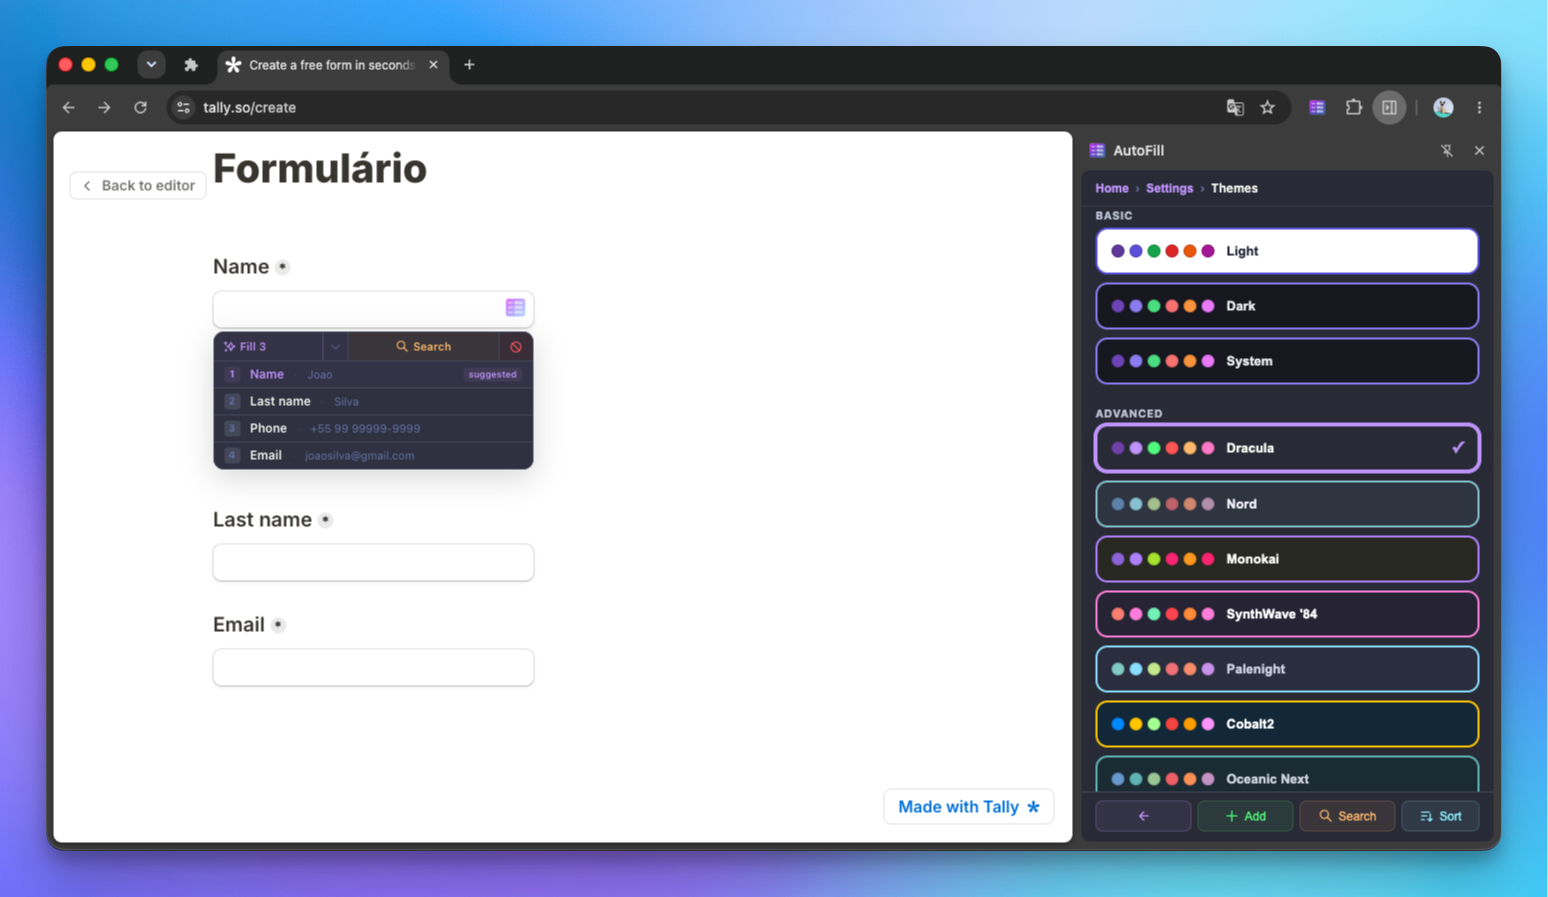 Create a free form in seconds
tally.so/create
AutoFill
Back to editor
Formulário
Name *
Fill 3
Search
1 Name Joao suggested
2 Last name Silva
3 Phone +55 99 99999-9999
4 Email joaosilva@gmail.com
Last name *
Email *
Made with Tally
Home › Settings › Themes
BASIC
Light
Dark
System
ADVANCED
Dracula
Nord
Monokai
SynthWave '84
Palenight
Cobalt2
Oceanic Next
Add
Search
Sort